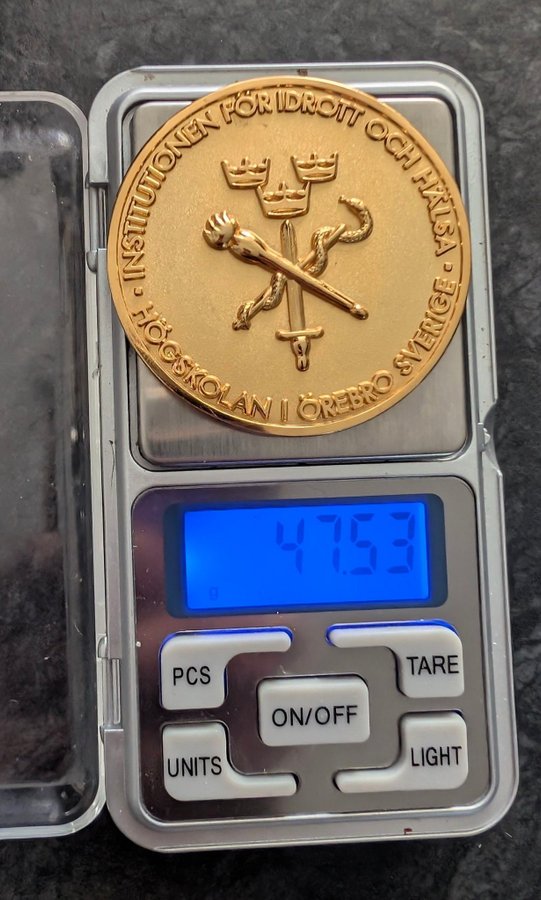 INSTITUTIONEN FÖR IDROTT OCH HÄLSA ·
HÖGSKOLAN I ÖREBRO SVERIGE ·
47.53
g
PCS
TARE
ON/OFF
UNITS
LIGHT